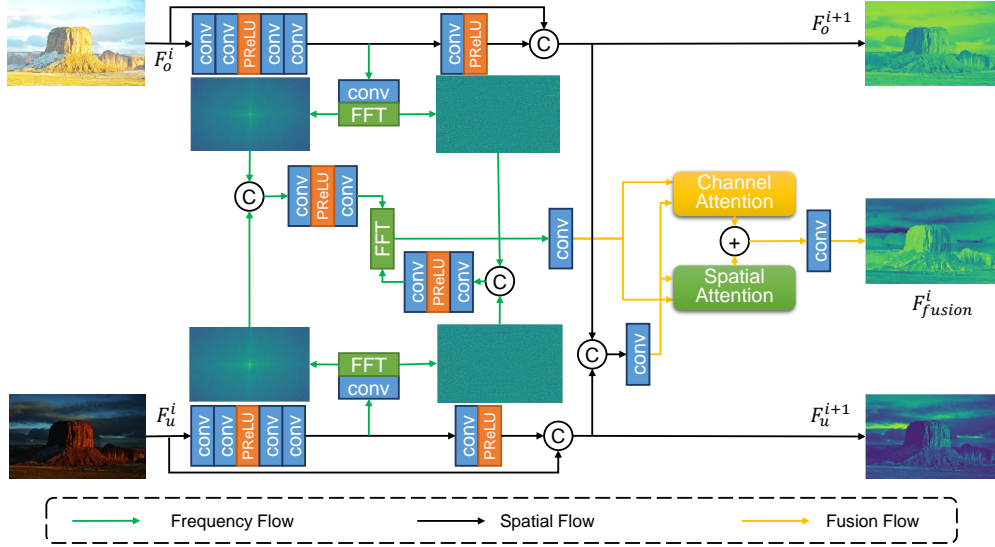 F_o^i
conv
conv
PReLU
conv
conv
conv
PReLU
C
F_o^{i+1}
conv
FFT
C
conv
PReLU
conv
FFT
conv
PReLU
conv
C
conv
Channel
Attention
+
Spatial
Attention
conv
F_{fusion}^i
C
conv
FFT
conv
F_u^i
conv
conv
PReLU
conv
conv
conv
PReLU
C
F_u^{i+1}
Frequency Flow
Spatial Flow
Fusion Flow